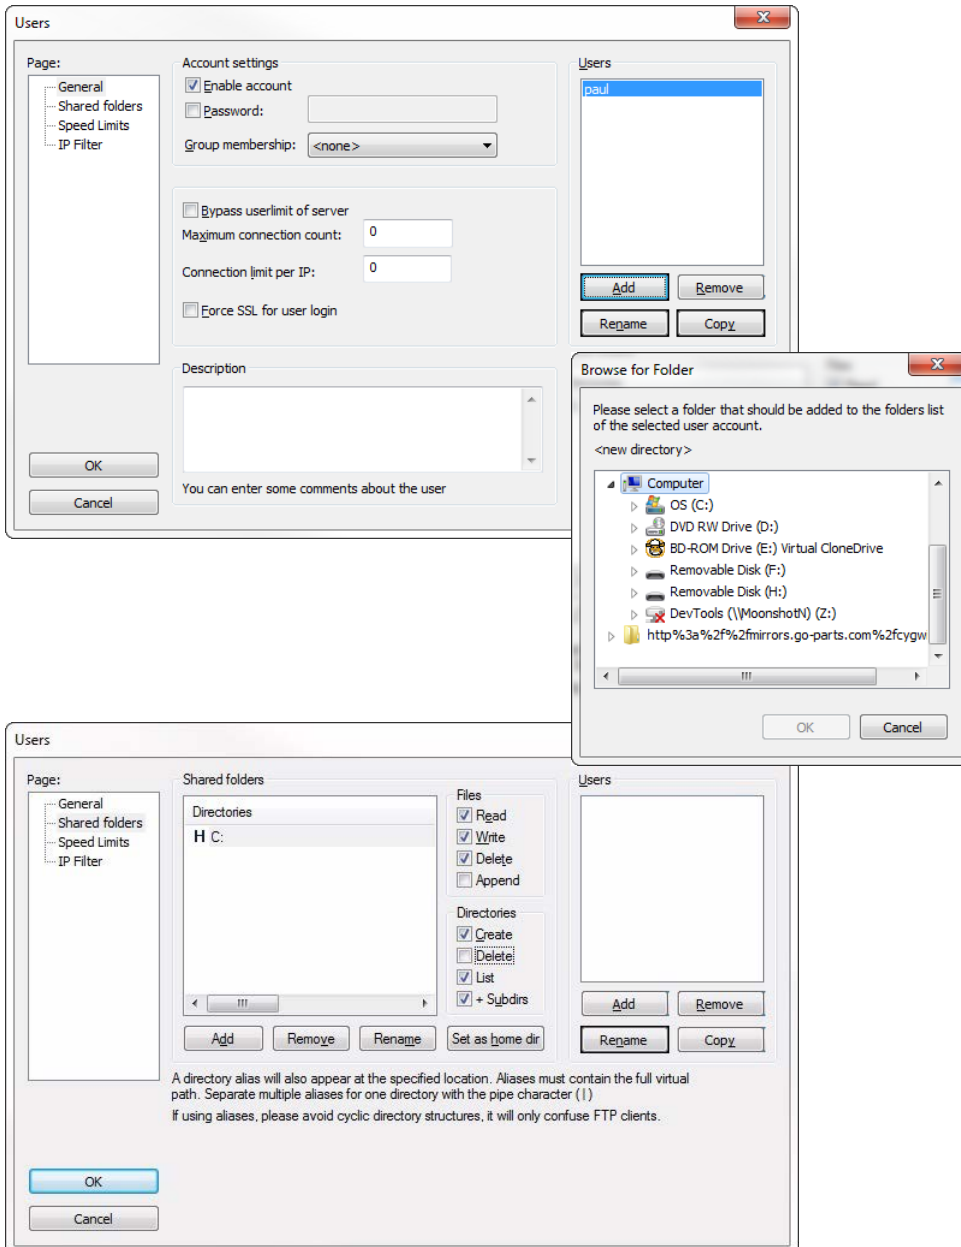 Users
Page:
General
Shared folders
Speed Limits
IP Filter
OK
Cancel
Account settings
Enable account
Password:
Group membership: <none>
Bypass userlimit of server
Maximum connection count: 0
Connection limit per IP: 0
Force SSL for user login
Description
You can enter some comments about the user
Users
paul
Add Remove
Rename Copy
Browse for Folder
Please select a folder that should be added to the folders list
of the selected user account.
<new directory>
Computer
OS (C:)
DVD RW Drive (D:)
BD-ROM Drive (E:) Virtual CloneDrive
Removable Disk (F:)
Removable Disk (H:)
DevTools (\\MoonshotN) (Z:)
http%3a%2f%2fmirrors.go-parts.com%2fcygw
OK Cancel
Users
Page:
General
Shared folders
Speed Limits
IP Filter
Shared folders
Directories
H C:
Files
Read
Write
Delete
Append
Directories
Create
Delete
List
+ Subdirs
Add Remove Rename Set as home dir
Users
Add Remove
Rename Copy
A directory alias will also appear at the specified location. Aliases must contain the full virtual
path. Separate multiple aliases for one directory with the pipe character (|)
If using aliases, please avoid cyclic directory structures, it will only confuse FTP clients.
OK
Cancel